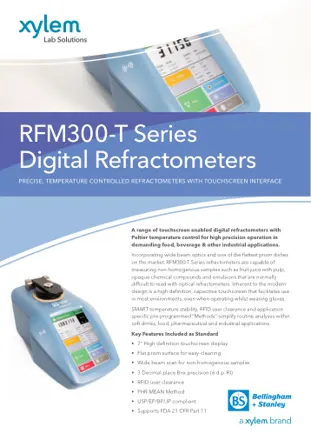 xylem
Lab Solutions
RFM300-T Series
Digital Refractometers
PRECISE, TEMPERATURE CONTROLLED REFRACTOMETERS WITH TOUCHSCREEN INTERFACE
A range of touchscreen enabled digital refractometers with
Peltier temperature control for high precision operation in
demanding food, beverage & other industrial applications.
Incorporating wide beam optics and one of the flattest prism dishes
on the market, RFM300-T Series refractometers are capable of
measuring non-homogenous samples such as fruit juice with pulp,
opaque chemical compounds and emulsions that are normally
difficult to read with optical refractometers. Inherent to the modern
design is a high definition, capacitive touchscreen that facilitates use
in most environments, even when operating whilst wearing gloves.
SMART temperature stability, RFID user clearance and application
specific pre-programmed "Methods" simplify routine analyses within
soft drinks, food, pharmaceutical and industrial applications.
Key Features Included as Standard
• 7" High definition touchscreen display
• Flat prism surface for easy cleaning
• Wide beam scan for non-homogenous samples
• 3 Decimal place Brix precision (6 d.p. RI)
• RFID user clearance
• PHR MEAN Method
• USP/EP/BP/JP compliant
• Supports FDA 21 CFR Part 11
BS
Bellingham
+ Stanley
a xylem brand